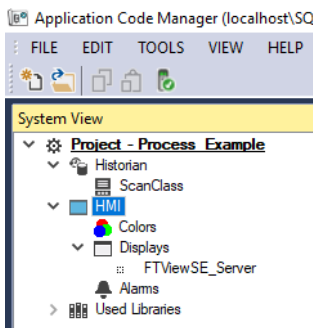 Application Code Manager (localhost\SQ
FILE EDIT TOOLS VIEW HELP
System View
Project - Process_Example
Historian
ScanClass
HMI
Colors
Displays
FTViewSE_Server
Alarms
Used Libraries